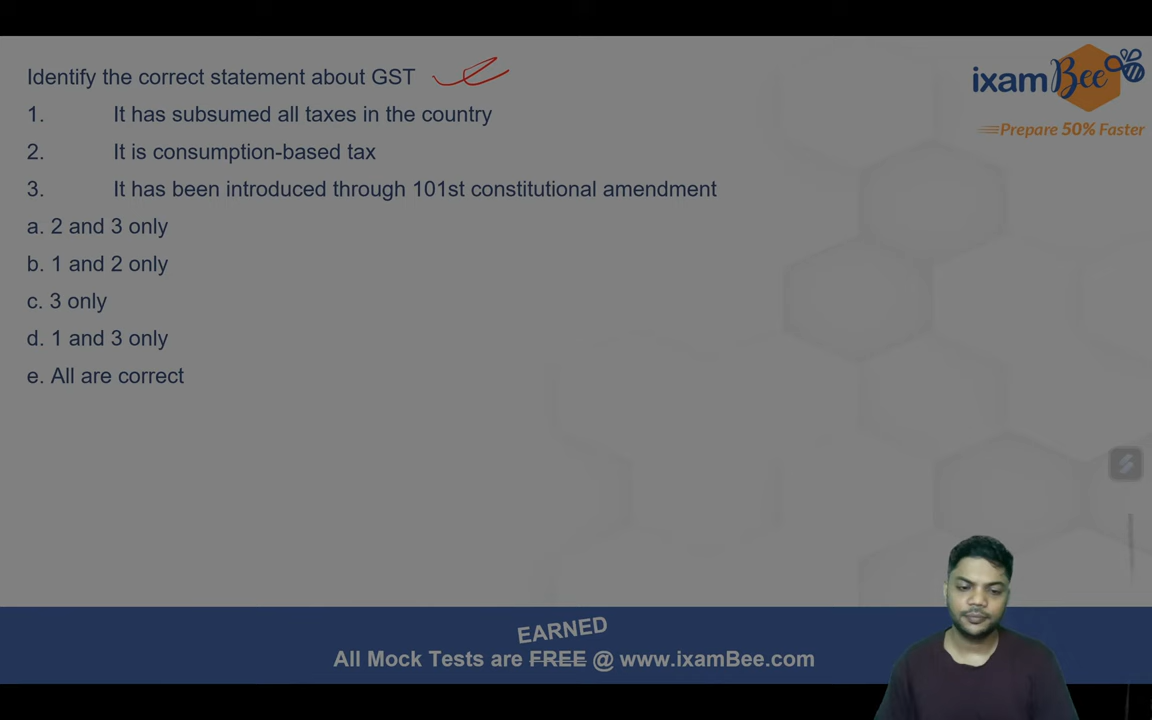 Identify the correct statement about GST
1. It has subsumed all taxes in the country
2. It is consumption-based tax
3. It has been introduced through 101st constitutional amendment
a. 2 and 3 only
b. 1 and 2 only
c. 3 only
d. 1 and 3 only
e. All are correct
ixamBee
Prepare 50% Faster
EARNED
All Mock Tests are FREE @ www.ixamBee.com